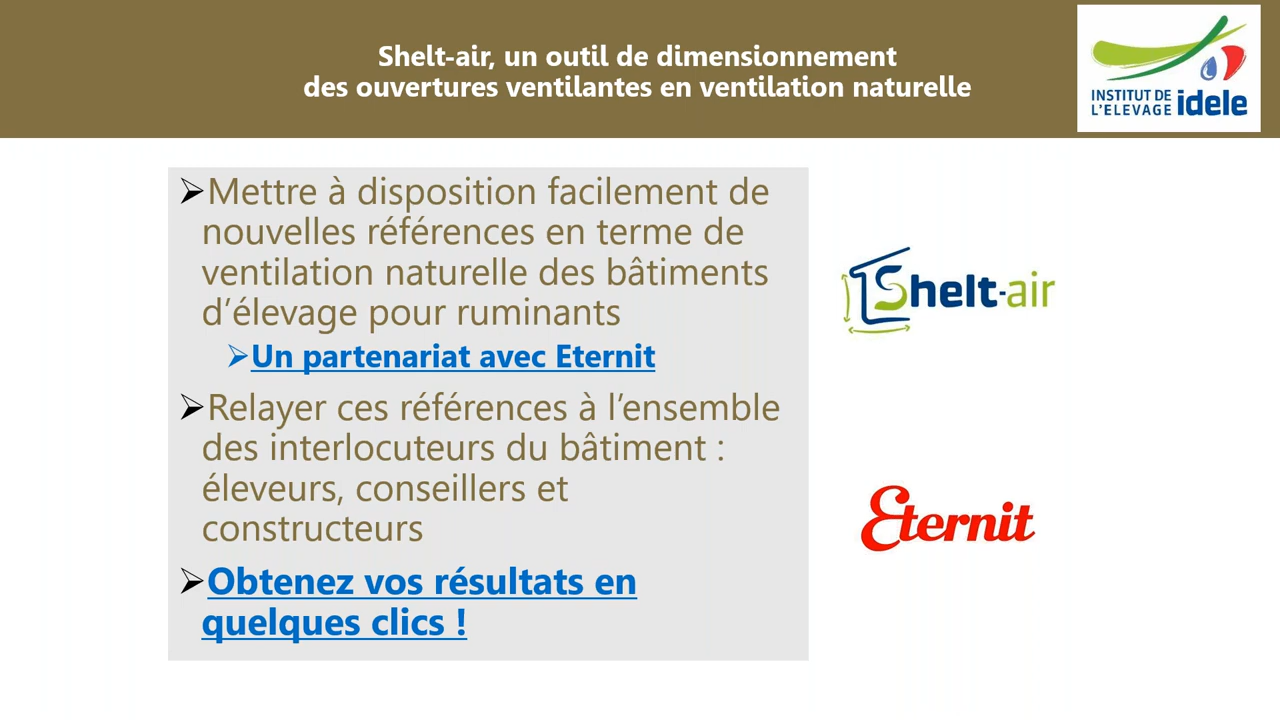 Shelt-air, un outil de dimensionnement
des ouvertures ventilantes en ventilation naturelle
INSTITUT DE
L'ELEVAGE idele
➢Mettre à disposition facilement de
nouvelles références en terme de
ventilation naturelle des bâtiments
d'élevage pour ruminants
➢Un partenariat avec Eternit
➢Relayer ces références à l'ensemble
des interlocuteurs du bâtiment :
éleveurs, conseillers et
constructeurs
➢Obtenez vos résultats en
quelques clics !
Shelt-air
Eternit